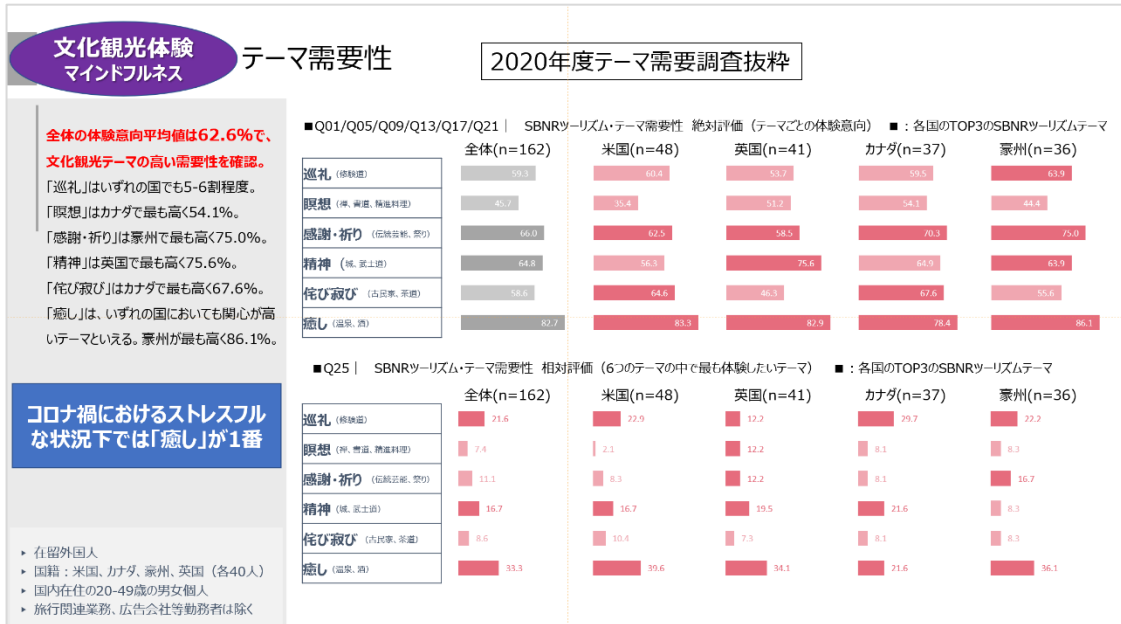 文化観光体験
マインドフルネス
テーマ需要性
2020年度テーマ需要調査抜粋
全体の体験意向平均値は62.6%で、
文化観光テーマの高い需要性を確認。
「巡礼」はいずれの国でも5-6割程度。
「瞑想」はカナダで最も高く54.1%。
「感謝・祈り」は豪州で最も高く75.0%。
「精神」は英国で最も高く75.6%。
「侘び寂び」はカナダで最も高く67.6%。
「癒し」は、いずれの国においても関心が高
いテーマといえる。豪州が最も高く86.1%。
コロナ禍におけるストレスフル
な状況下では「癒し」が1番
▸ 在留外国人
▸ 国籍：米国、カナダ、豪州、英国（各40人）
▸ 国内在住の20-49歳の男女個人
▸ 旅行関連業務、広告会社等勤務者は除く
■Q01/Q05/Q09/Q13/Q17/Q21｜ SBNRツーリズム・テーマ需要性 絶対評価（テーマごとの体験意向） ■：各国のTOP3のSBNRツーリズムテーマ
全体(n=162) 米国(n=48) 英国(n=41) カナダ(n=37) 豪州(n=36)
巡礼（修験道） 59.3 60.4 53.7 59.5 63.9
瞑想（禅、書道、精進料理） 45.7 35.4 51.2 54.1 44.4
感謝・祈り（伝統芸能、祭り） 66.0 62.5 58.5 70.3 75.0
精神（城、武士道） 64.8 56.3 75.6 64.9 63.9
侘び寂び（古民家、茶道） 58.6 64.6 46.3 67.6 55.6
癒し（温泉、酒） 82.7 83.3 82.9 78.4 86.1
■Q25｜ SBNRツーリズム・テーマ需要性 相対評価（6つのテーマの中で最も体験したいテーマ） ■：各国のTOP3のSBNRツーリズムテーマ
全体(n=162) 米国(n=48) 英国(n=41) カナダ(n=37) 豪州(n=36)
巡礼（修験道） 21.6 22.9 12.2 29.7 22.2
瞑想（禅、書道、精進料理） 7.4 2.1 12.2 8.1 8.3
感謝・祈り（伝統芸能、祭り） 11.1 8.3 12.2 8.1 16.7
精神（城、武士道） 16.7 16.7 19.5 21.6 8.3
侘び寂び（古民家、茶道） 8.6 10.4 7.3 8.1 8.3
癒し（温泉、酒） 33.3 39.6 34.1 21.6 36.1